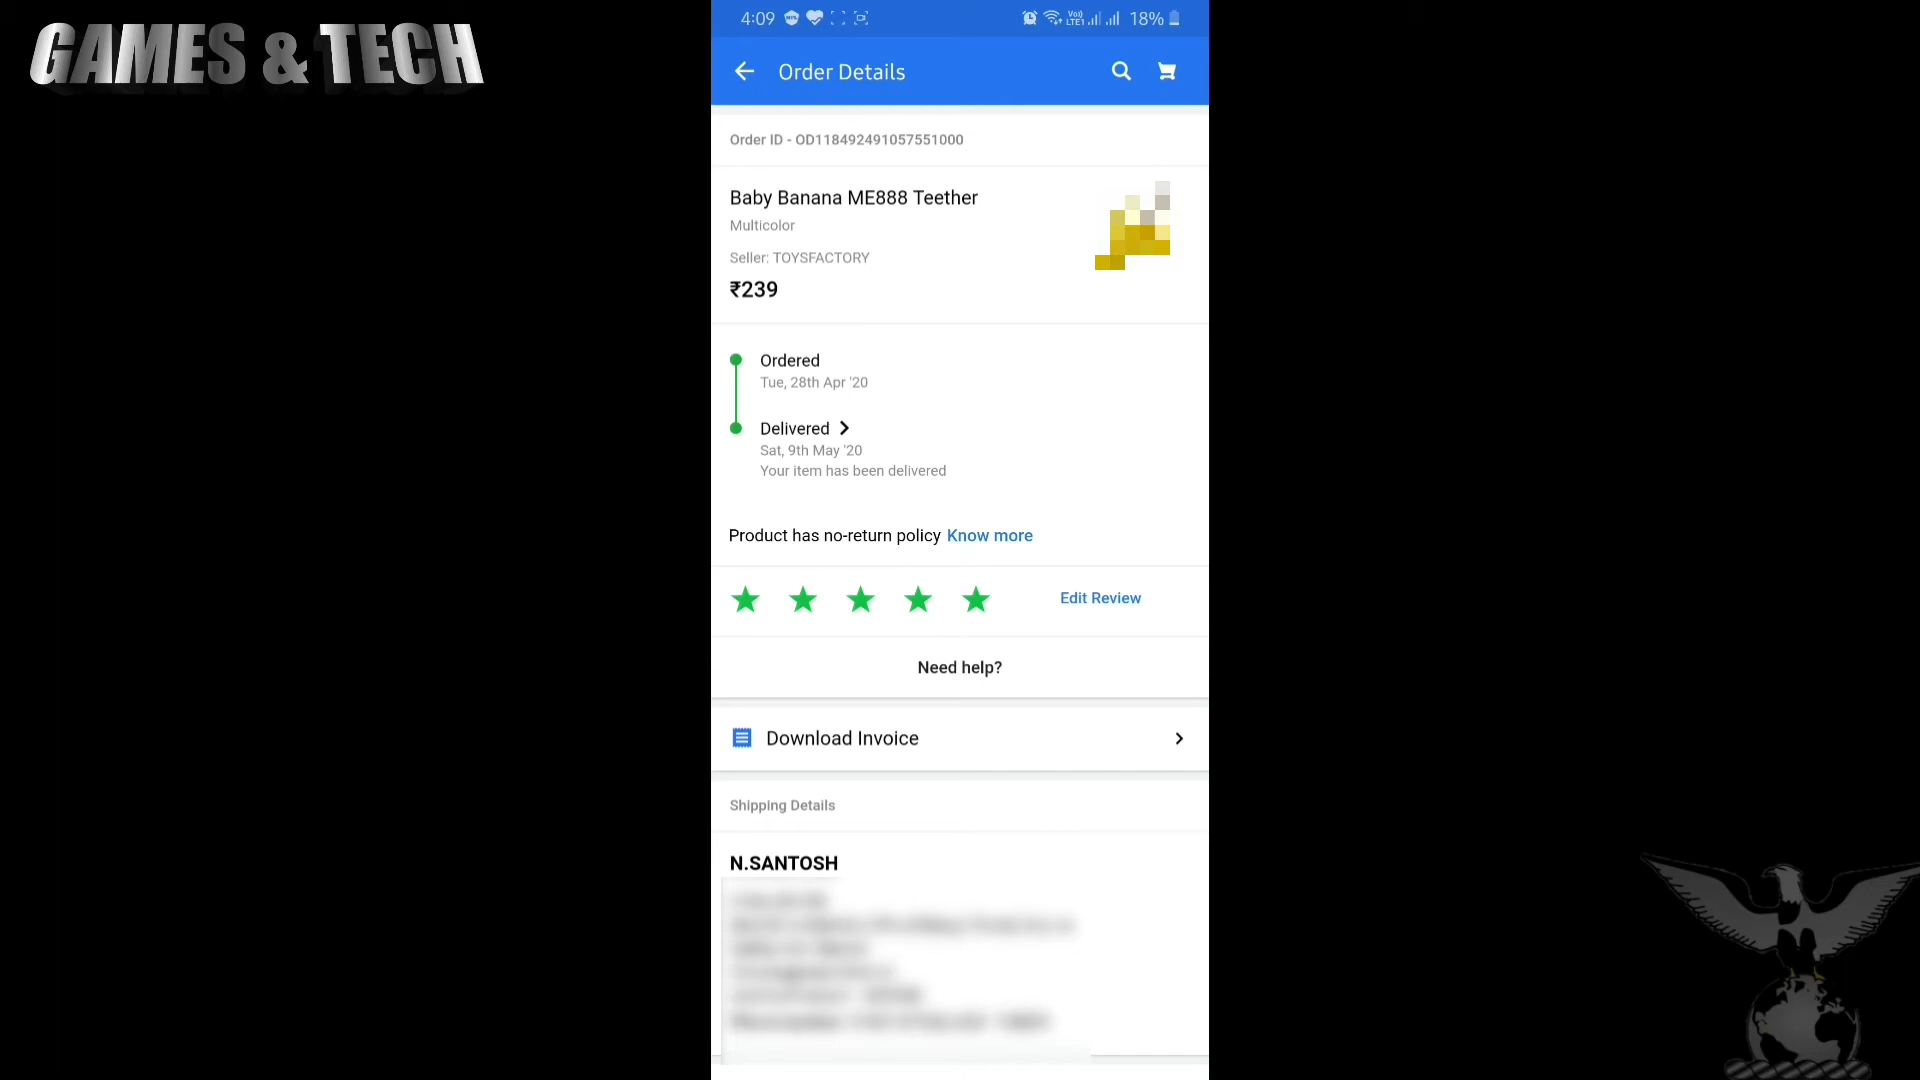 GAMES & TECH
4:09
Vo) LTE1 18%
Order Details
Order ID - OD118492491057551000
Baby Banana ME888 Teether
Multicolor
Seller: TOYSFACTORY
₹239
Ordered
Tue, 28th Apr '20
Delivered
Sat, 9th May '20
Your item has been delivered
Product has no-return policy Know more
Edit Review
Need help?
Download Invoice
Shipping Details
N.SANTOSH